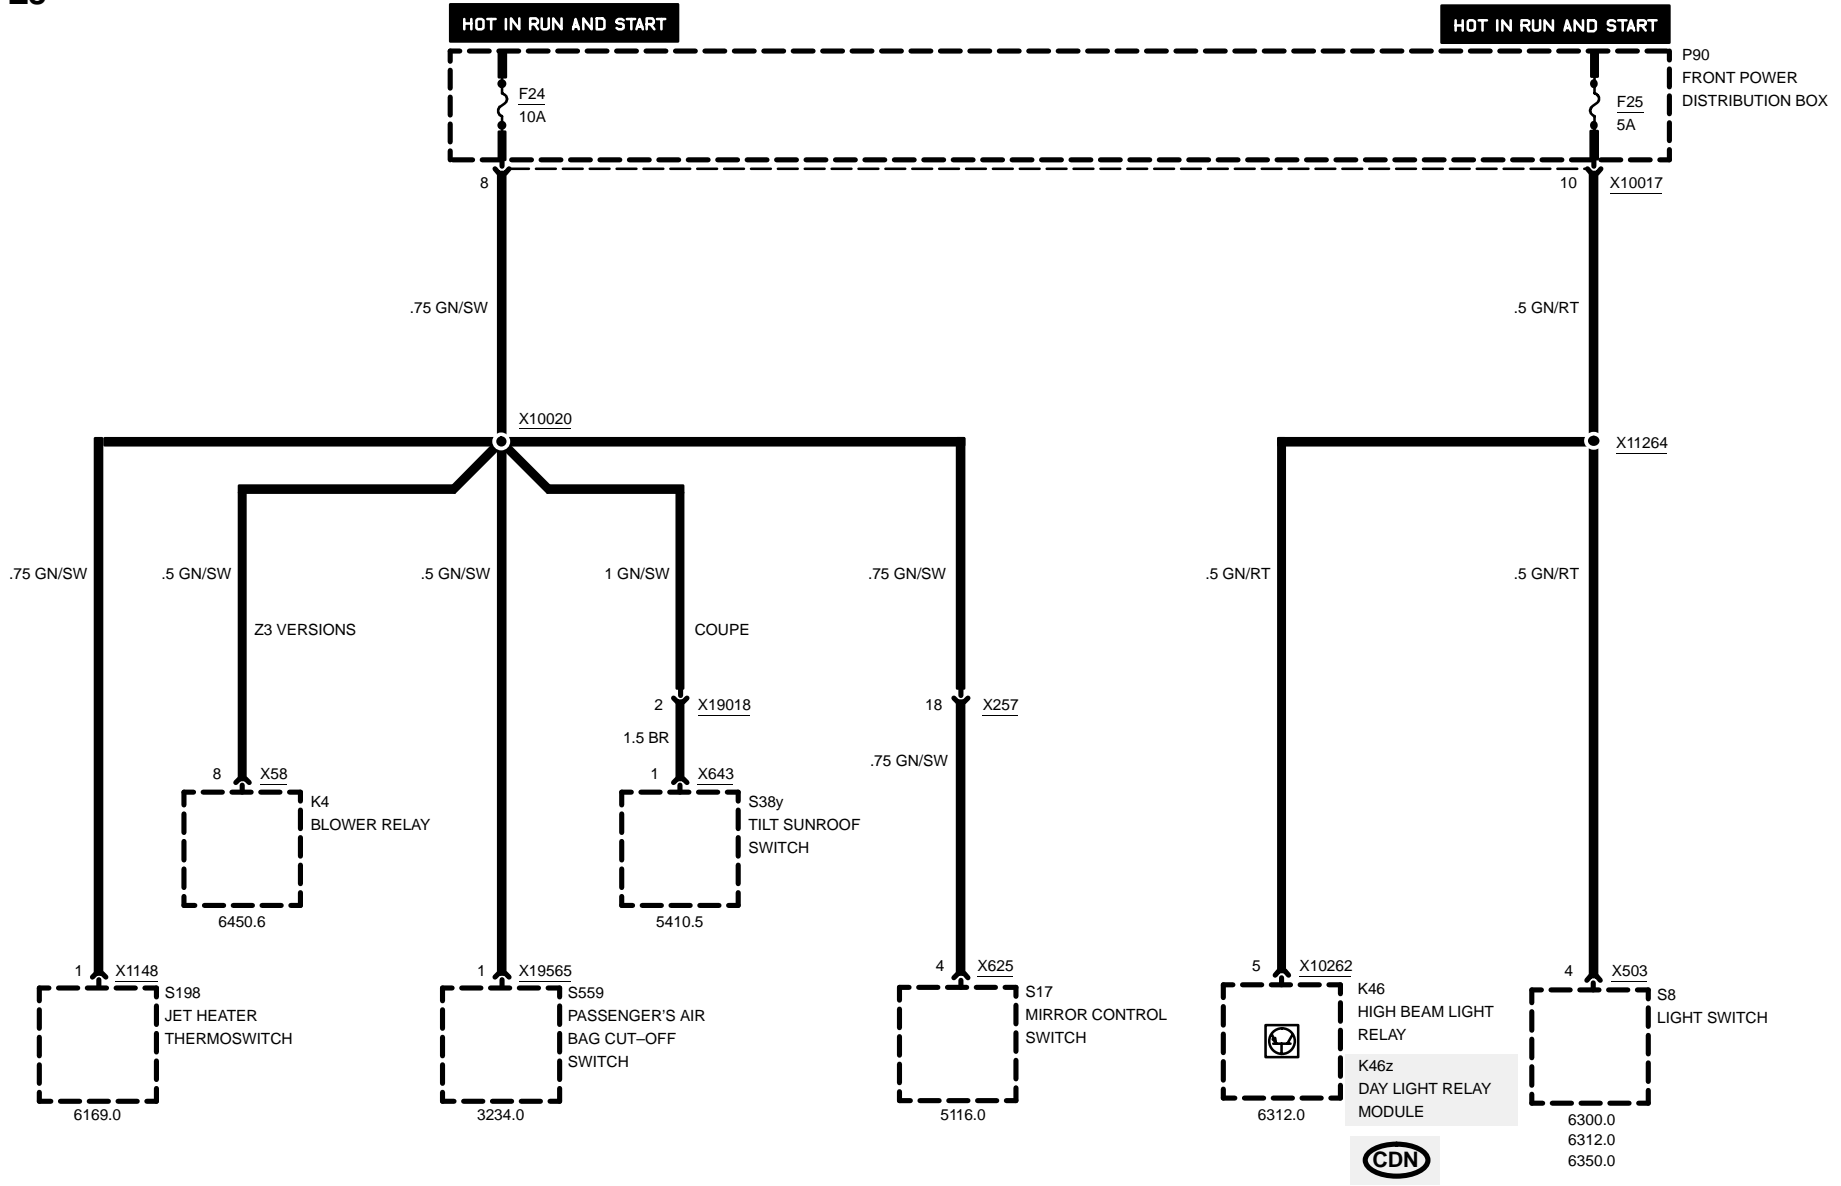 HOT IN RUN AND START
HOT IN RUN AND START
P90
FRONT POWER
DISTRIBUTION BOX
F24
10A
F25
5A
8
10
X10017
.75 GN/SW
.5 GN/RT
X10020
X11264
.75 GN/SW
.5 GN/SW
.5 GN/SW
1 GN/SW
.75 GN/SW
.5 GN/RT
.5 GN/RT
Z3 VERSIONS
COUPE
2
X19018
18
X257
1.5 BR
.75 GN/SW
8
X58
1
X643
K4
BLOWER RELAY
S38y
TILT SUNROOF
SWITCH
6450.6
5410.5
1
X1148
1
X19565
4
X625
5
X10262
4
X503
S198
JET HEATER
THERMOSWITCH
S559
PASSENGER'S AIR
BAG CUT–OFF
SWITCH
S17
MIRROR CONTROL
SWITCH
K46
HIGH BEAM LIGHT
RELAY
K46z
DAY LIGHT RELAY
MODULE
S8
LIGHT SWITCH
6169.0
3234.0
5116.0
6312.0
6300.0
6312.0
6350.0
CDN